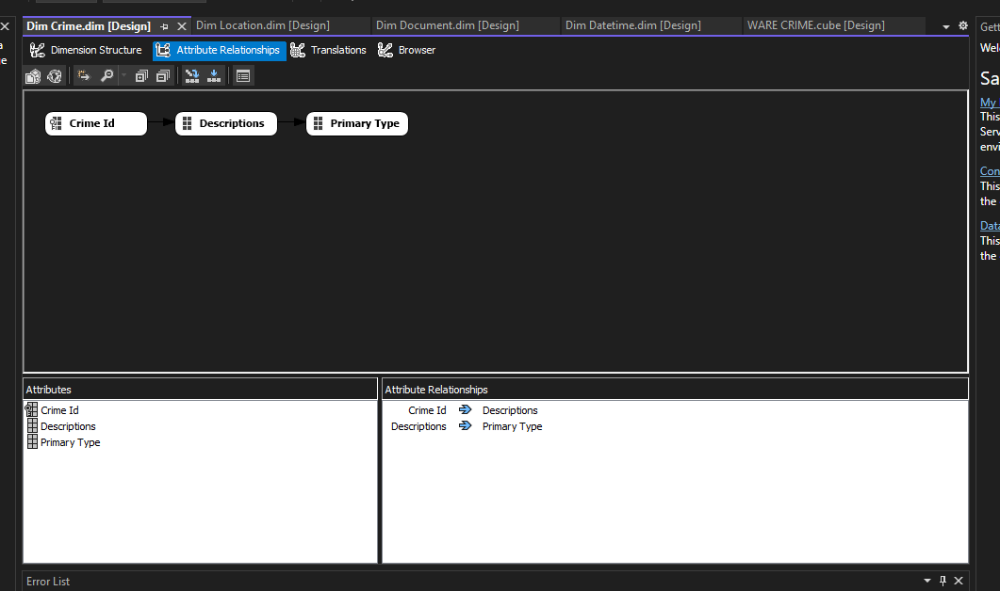 Dim Crime.dim [Design]
Dim Location.dim [Design]
Dim Document.dim [Design]
Dim Datetime.dim [Design]
WARE CRIME.cube [Design]
Dimension Structure
Attribute Relationships
Translations
Browser
Crime Id
Descriptions
Primary Type
Attributes
Crime Id
Descriptions
Primary Type
Attribute Relationships
Crime Id Descriptions
Descriptions Primary Type
Error List
Gett
Wel
Sa
My
This
Serv
envi
Con
This
the
Data
This
the